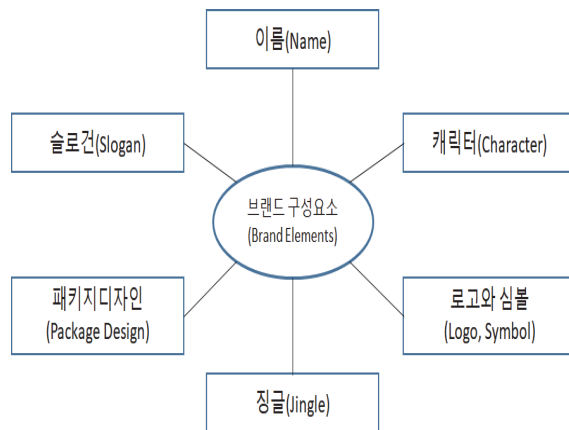 이름(Name)
슬로건(Slogan)
캐릭터(Character)
브랜드 구성요소
(Brand Elements)
패키지디자인
(Package Design)
로고와 심볼
(Logo, Symbol)
징글(Jingle)